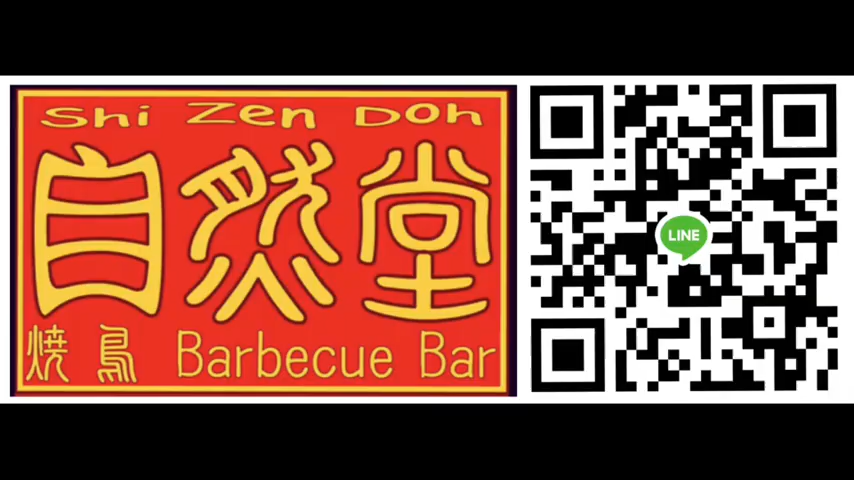 Shi Zen Doh
自然堂
焼鳥 Barbecue Bar
LINE